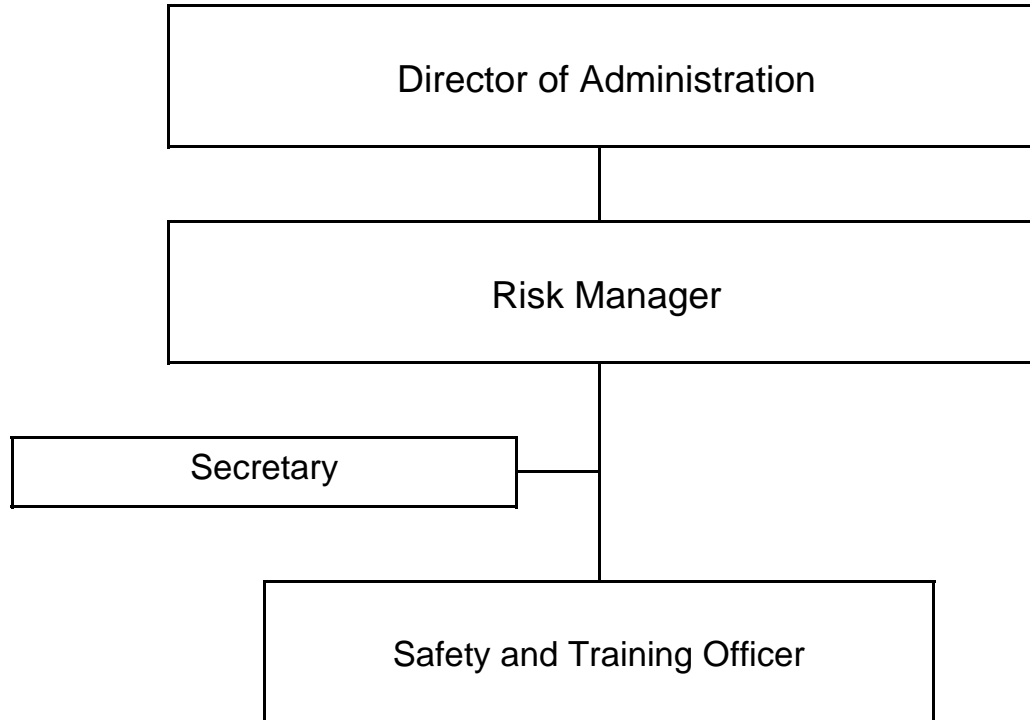 Director of Administration
Risk Manager
Secretary
Safety and Training Officer